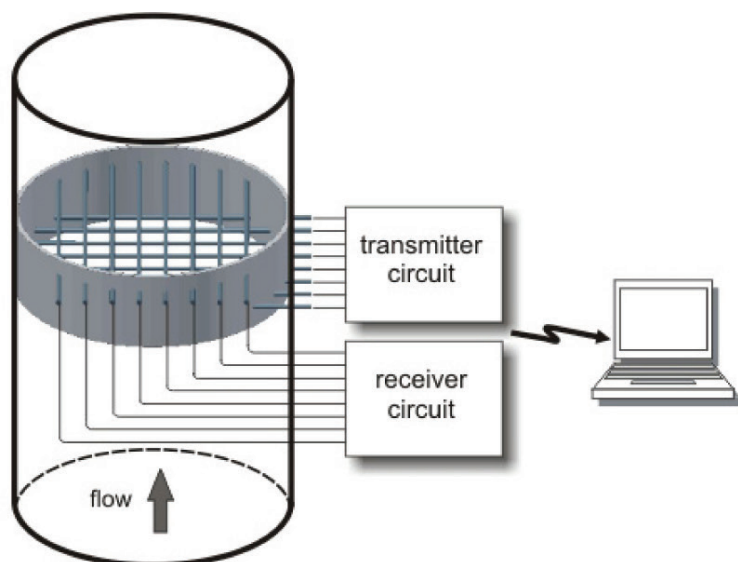 transmitter
circuit
receiver
circuit
flow